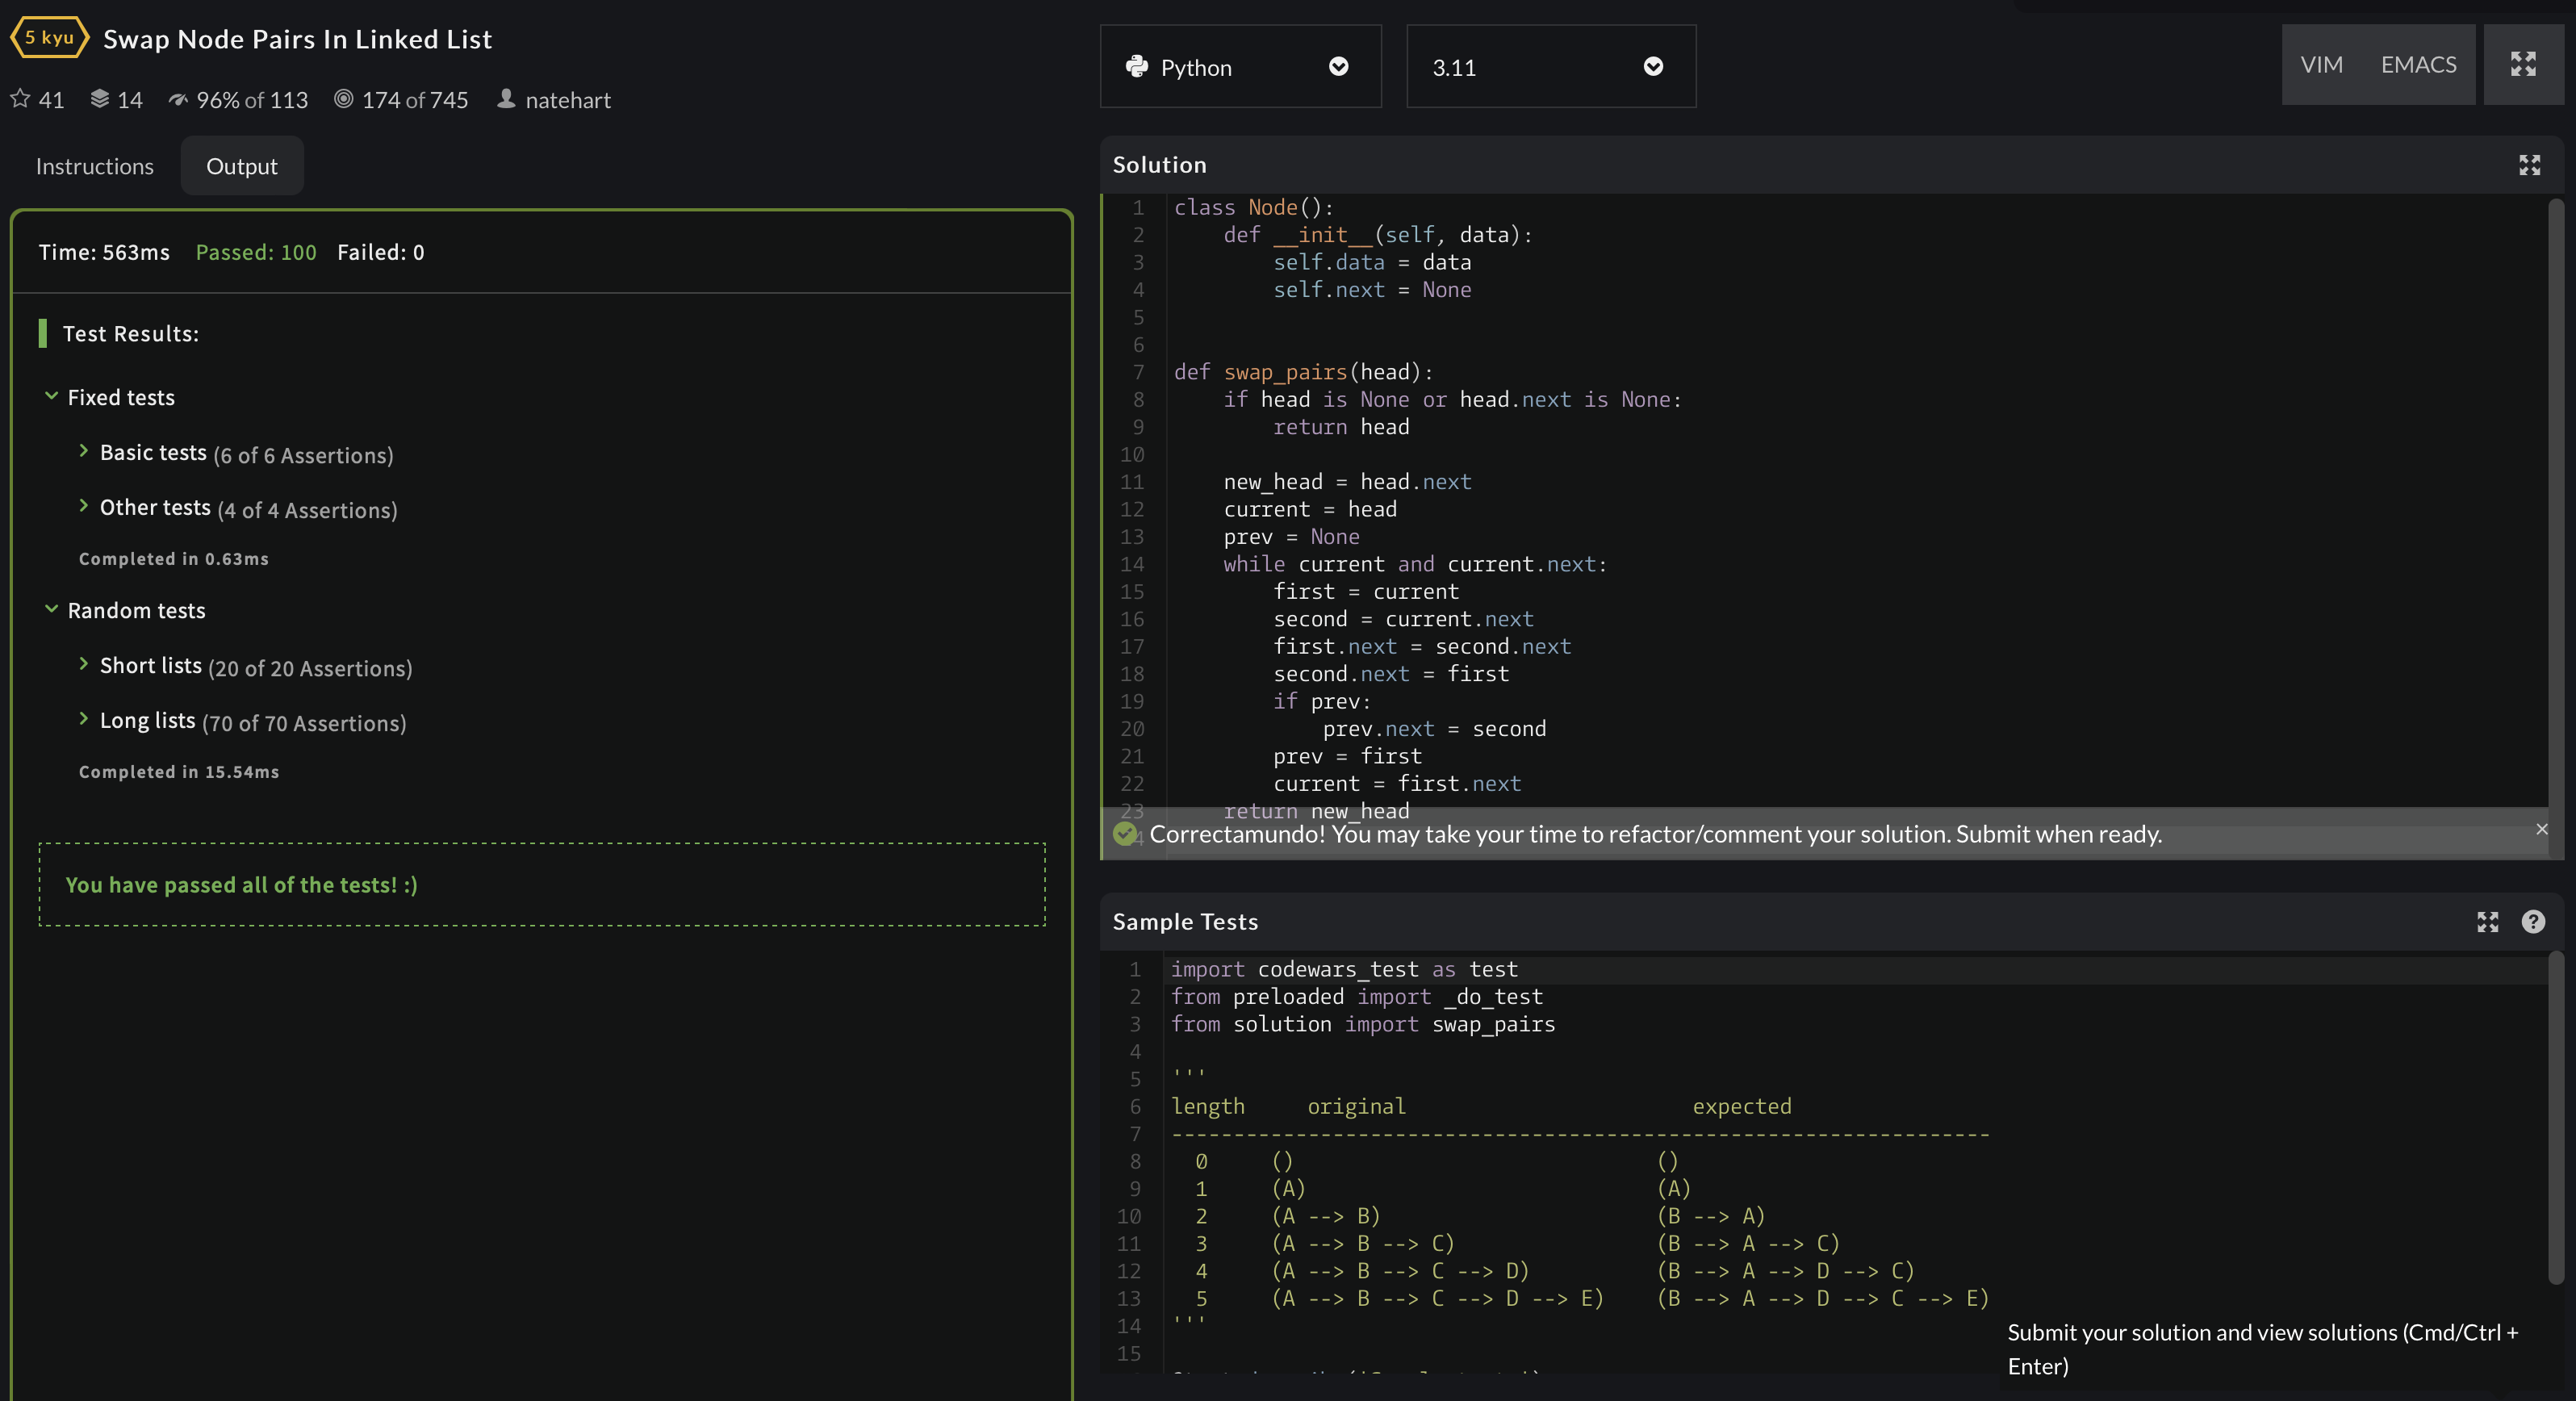 5 kyu
Swap Node Pairs In Linked List
41 14 96% of 113 174 of 745 natehart
Instructions Output
Time: 563ms Passed: 100 Failed: 0
Test Results:
Fixed tests
Basic tests (6 of 6 Assertions)
Other tests (4 of 4 Assertions)
Completed in 0.63ms
Random tests
Short lists (20 of 20 Assertions)
Long lists (70 of 70 Assertions)
Completed in 15.54ms
You have passed all of the tests! :)
Python
3.11
VIM EMACS
Solution
1 class Node():
2     def __init__(self, data):
3         self.data = data
4         self.next = None
5
6
7 def swap_pairs(head):
8     if head is None or head.next is None:
9         return head
10
11     new_head = head.next
12     current = head
13     prev = None
14     while current and current.next:
15         first = current
16         second = current.next
17         first.next = second.next
18         second.next = first
19         if prev:
20             prev.next = second
21         prev = first
22         current = first.next
23     return new_head
Correctamundo! You may take your time to refactor/comment your solution. Submit when ready.
Sample Tests
1 import codewars_test as test
2 from preloaded import _do_test
3 from solution import swap_pairs
4
5 '''
6 length     original                       expected
7 ------------------------------------------------------------------
8   0     ()                              ()
9   1     (A)                             (A)
10   2     (A --> B)                       (B --> A)
11   3     (A --> B --> C)                 (B --> A --> C)
12   4     (A --> B --> C --> D)           (B --> A --> D --> C)
13   5     (A --> B --> C --> D --> E)     (B --> A --> D --> C --> E)
14 '''
15
Submit your solution and view solutions (Cmd/Ctrl +
Enter)